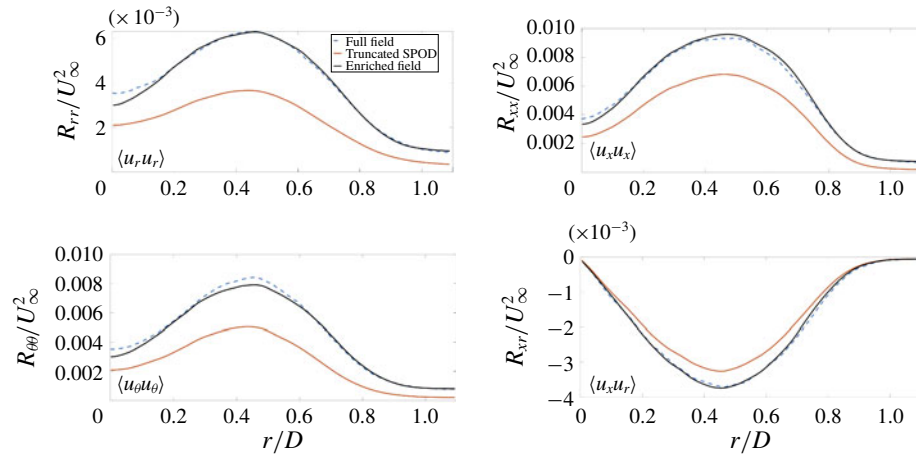 (× 10⁻³)
6
4
2
R_rr/U²_∞
⟨u_r u_r⟩
0 0.2 0.4 0.6 0.8 1.0
Full field
Truncated SPOD
Enriched field
0.010
0.008
0.006
0.004
0.002
R_xx/U²_∞
⟨u_x u_x⟩
0 0.2 0.4 0.6 0.8 1.0
0.010
0.008
0.006
0.004
0.002
R_θθ/U²_∞
⟨u_θ u_θ⟩
0 0.2 0.4 0.6 0.8 1.0
r/D
(×10⁻³)
0
−1
−2
−3
−4
R_xr/U²_∞
⟨u_x u_r⟩
0 0.2 0.4 0.6 0.8 1.0
r/D